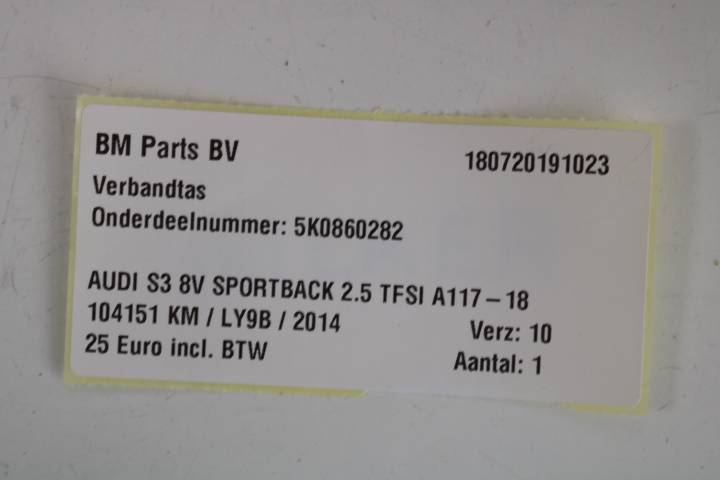 BM Parts BV 180720191023
Verbandtas
Onderdeelnummer: 5K0860282
AUDI S3 8V SPORTBACK 2.5 TFSI A117-18
104151 KM / LY9B / 2014 Verz: 10
25 Euro incl. BTW Aantal: 1